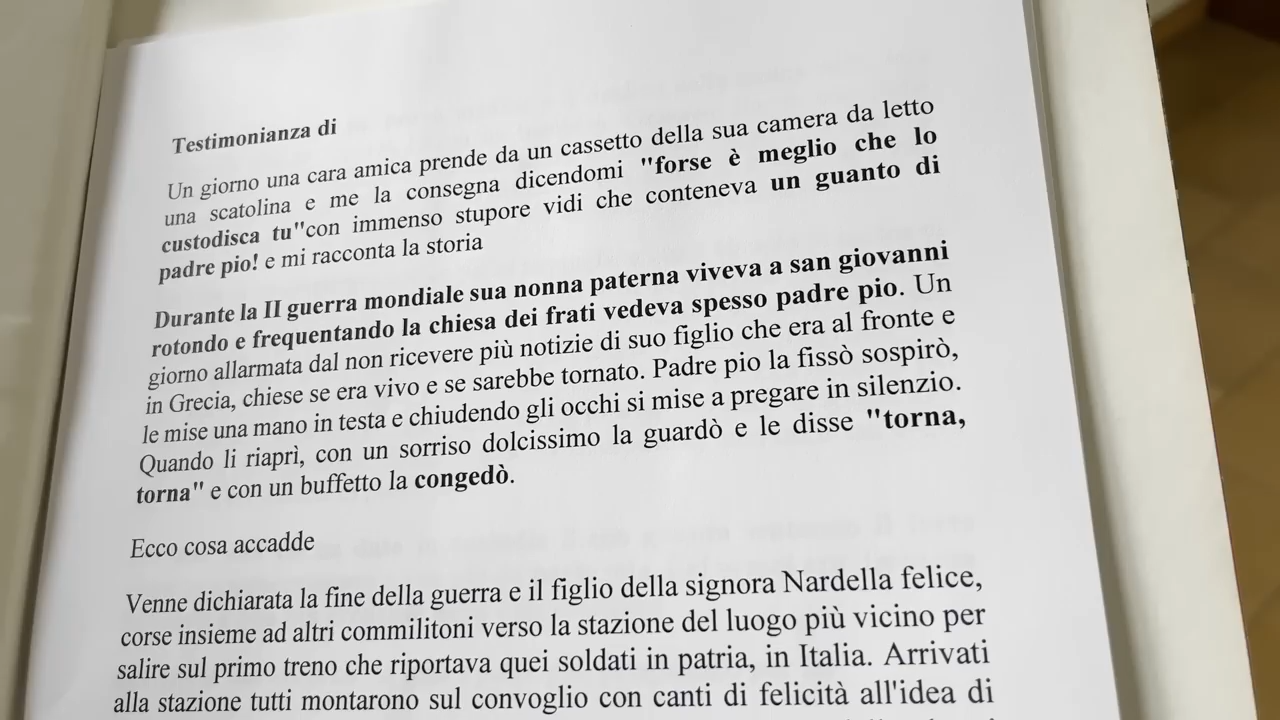 Testimonianza di
Un giorno una cara amica prende da un cassetto della sua camera da letto
una scatolina e me la consegna dicendomi "forse è meglio che lo
custodisca tu"con immenso stupore vidi che conteneva un guanto di
padre pio! e mi racconta la storia
Durante la II guerra mondiale sua nonna paterna viveva a san giovanni
rotondo e frequentando la chiesa dei frati vedeva spesso padre pio. Un
giorno allarmata dal non ricevere più notizie di suo figlio che era al fronte e
in Grecia, chiese se era vivo e se sarebbe tornato. Padre pio la fissò sospirò,
le mise una mano in testa e chiudendo gli occhi si mise a pregare in silenzio.
Quando li riaprì, con un sorriso dolcissimo la guardò e le disse "torna,
torna" e con un buffetto la congedò.
Ecco cosa accadde
Venne dichiarata la fine della guerra e il figlio della signora Nardella felice,
corse insieme ad altri commilitoni verso la stazione del luogo più vicino per
salire sul primo treno che riportava quei soldati in patria, in Italia. Arrivati
alla stazione tutti montarono sul convoglio con canti di felicità all'idea di